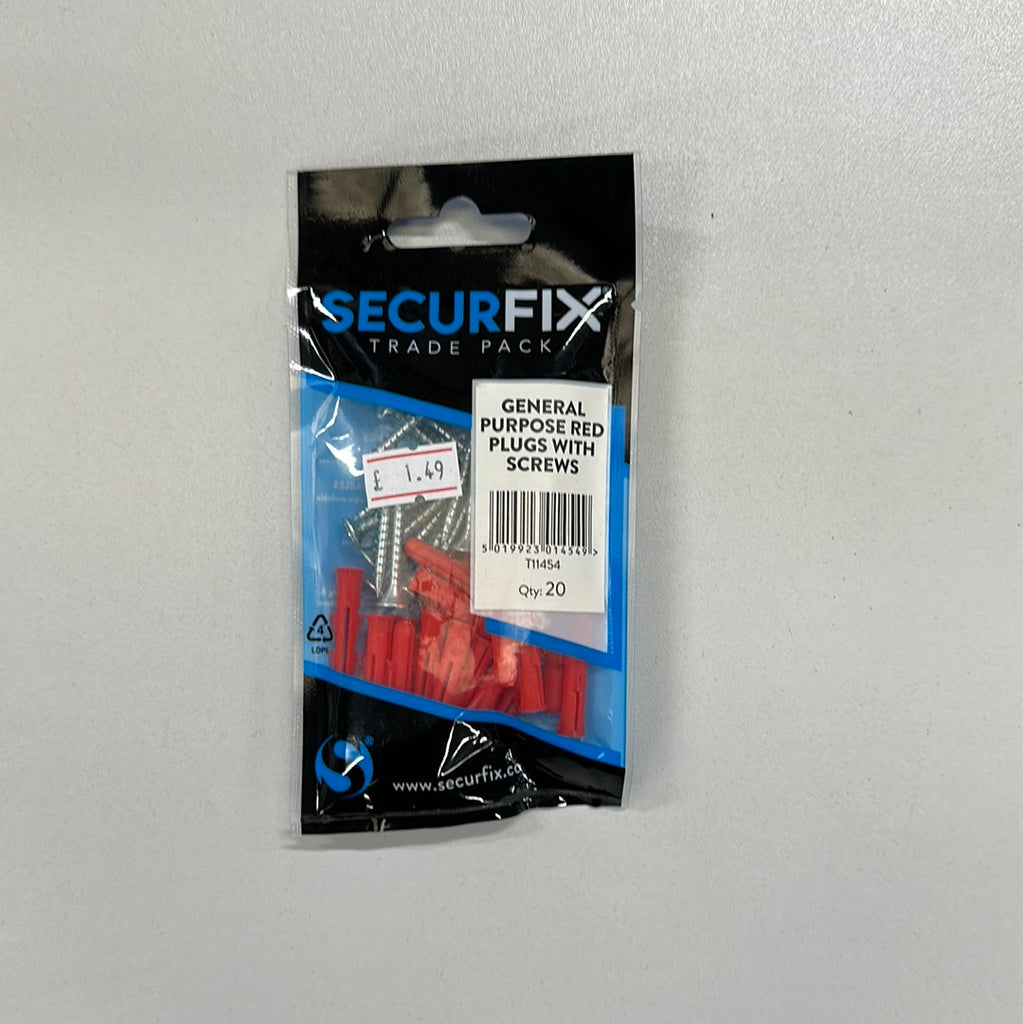 SECURFIX
TRADE PACK
GENERAL
PURPOSE RED
PLUGS WITH
SCREWS
£ 1.49
5 019923 014549 >
T11454
Qty: 20
4
LDPE
®
www.securfix.co